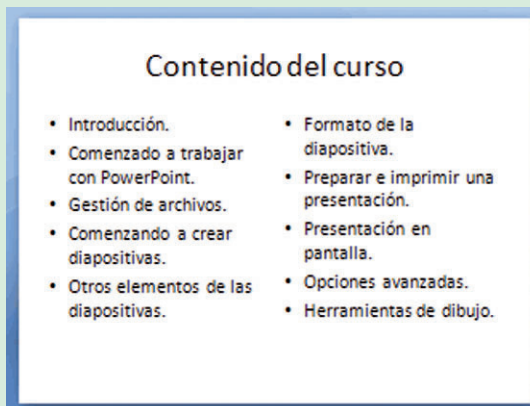 Contenido del curso
• Introducción.
• Comenzado a trabajar
con PowerPoint.
• Gestión de archivos.
• Comenzando a crear
diapositivas.
• Otros elementos de las
diapositivas.
• Formato de la
diapositiva.
• Preparar e imprimir una
presentación.
• Presentación en
pantalla.
• Opciones avanzadas.
• Herramientas de dibujo.